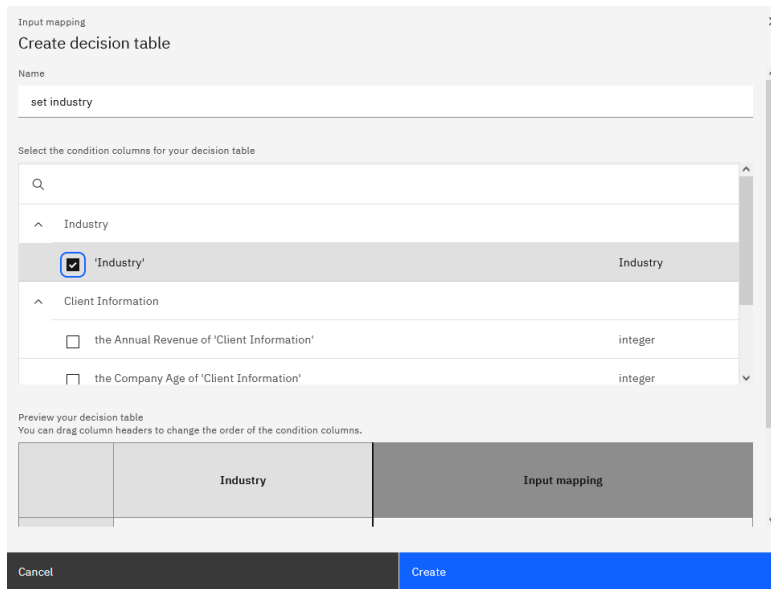 Input mapping
Create decision table
Name
set industry
Select the condition columns for your decision table
Industry
'Industry' Industry
Client Information
the Annual Revenue of 'Client Information' integer
the Company Age of 'Client Information' integer
Preview your decision table
You can drag column headers to change the order of the condition columns.
Industry Input mapping
Cancel Create